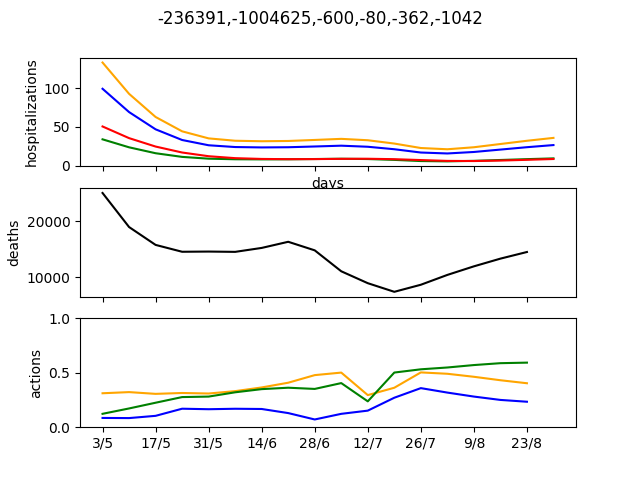 -236391,-1004625,-600,-80,-362,-1042
hospitalizations
100
50
0
days
deaths
20000
10000
actions
1.0
0.5
0.0
3/5 17/5 31/5 14/6 28/6 12/7 26/7 9/8 23/8